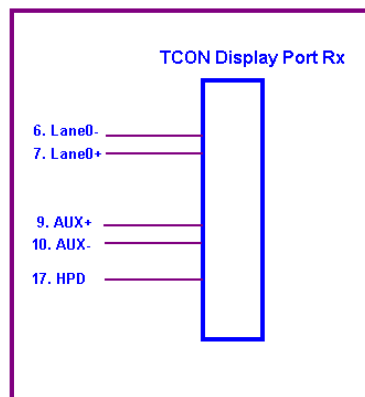 TCON Display Port Rx
6. Lane0-
7. Lane0+
9. AUX+
10. AUX-
17. HPD